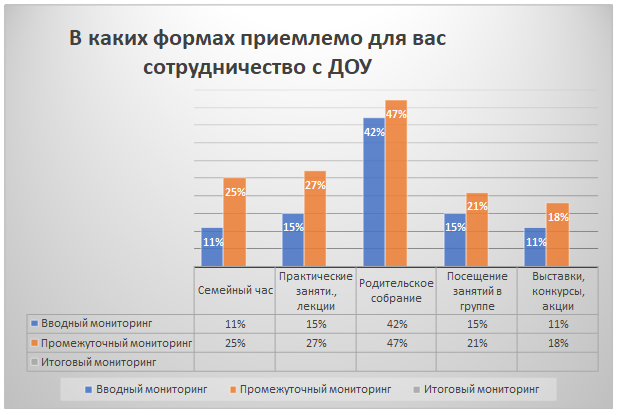 В каких формах приемлемо для вас
сотрудничество с ДОУ
11% 25% 15% 27% 42% 47% 15% 21% 11% 18%
Семейный час
Практические
заняти., лекции
Родительское
собрание
Посещение
занятий в
группе
Выставки,
конкурсы,
акции
Вводный мониторинг 11% 15% 42% 15% 11%
Промежуточный мониторинг 25% 27% 47% 21% 18%
Итоговый мониторинг
Вводный мониторинг Промежуточный мониторинг Итоговый мониторинг